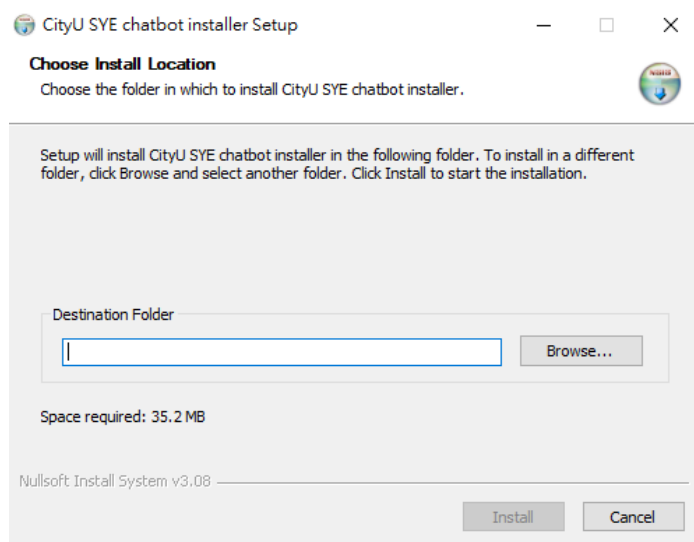 CityU SYE chatbot installer Setup
Choose Install Location
Choose the folder in which to install CityU SYE chatbot installer.
Setup will install CityU SYE chatbot installer in the following folder. To install in a different
folder, click Browse and select another folder. Click Install to start the installation.
Destination Folder
Browse...
Space required: 35.2 MB
Nullsoft Install System v3.08
Install
Cancel